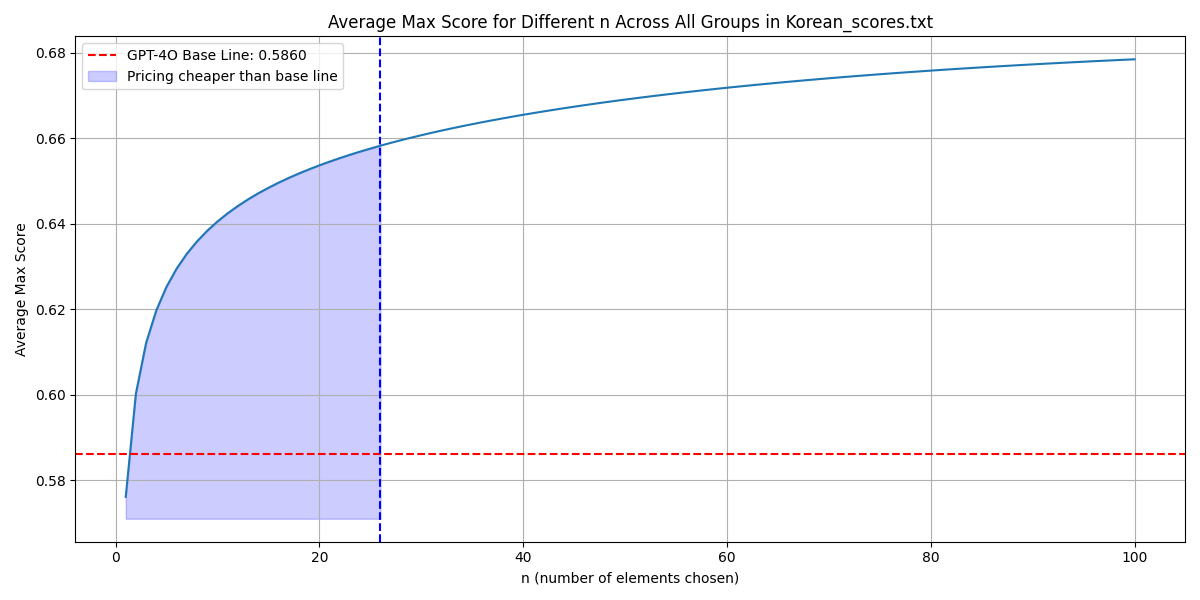 Average Max Score for Different n Across All Groups in Korean_scores.txt
GPT-4O Base Line: 0.5860
Pricing cheaper than base line
Average Max Score
0.68
0.66
0.64
0.62
0.60
0.58
0
20
40
60
80
100
n (number of elements chosen)